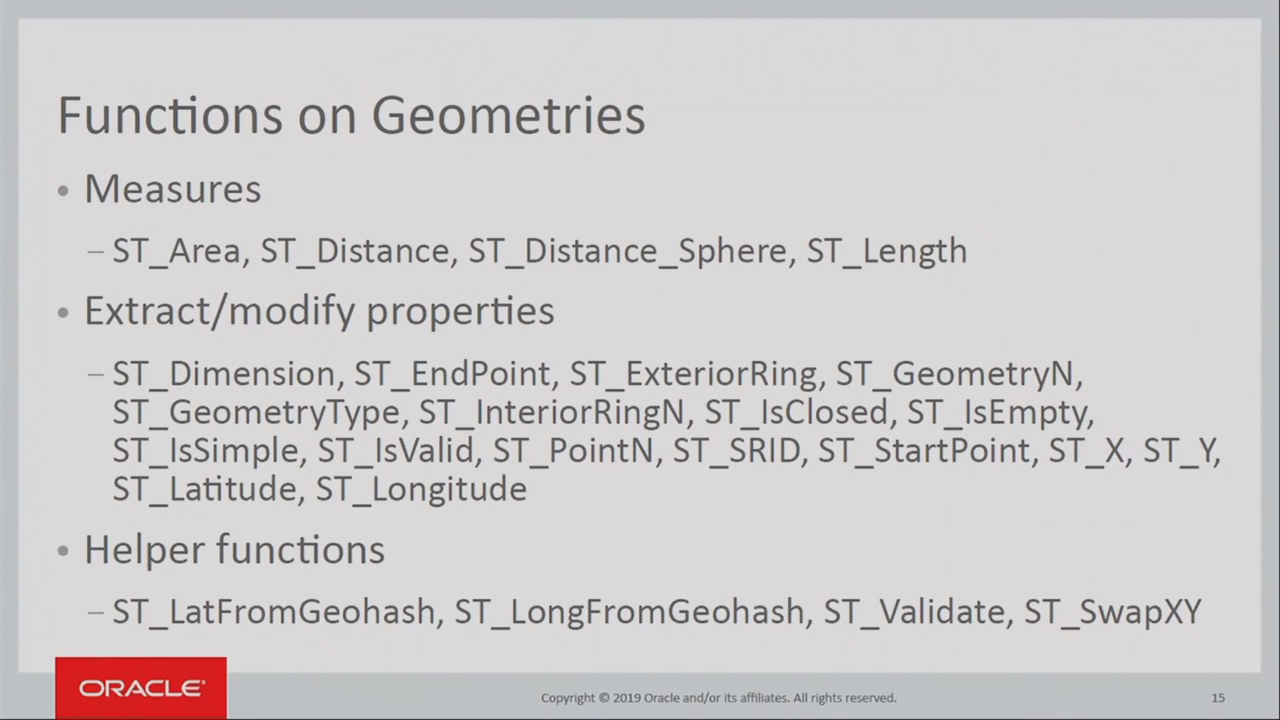 Functions on Geometries
• Measures
– ST_Area, ST_Distance, ST_Distance_Sphere, ST_Length
• Extract/modify properties
– ST_Dimension, ST_EndPoint, ST_ExteriorRing, ST_GeometryN,
ST_GeometryType, ST_InteriorRingN, ST_IsClosed, ST_IsEmpty,
ST_IsSimple, ST_IsValid, ST_PointN, ST_SRID, ST_StartPoint, ST_X, ST_Y,
ST_Latitude, ST_Longitude
• Helper functions
– ST_LatFromGeohash, ST_LongFromGeohash, ST_Validate, ST_SwapXY
ORACLE®
Copyright © 2019 Oracle and/or its affiliates. All rights reserved.
15